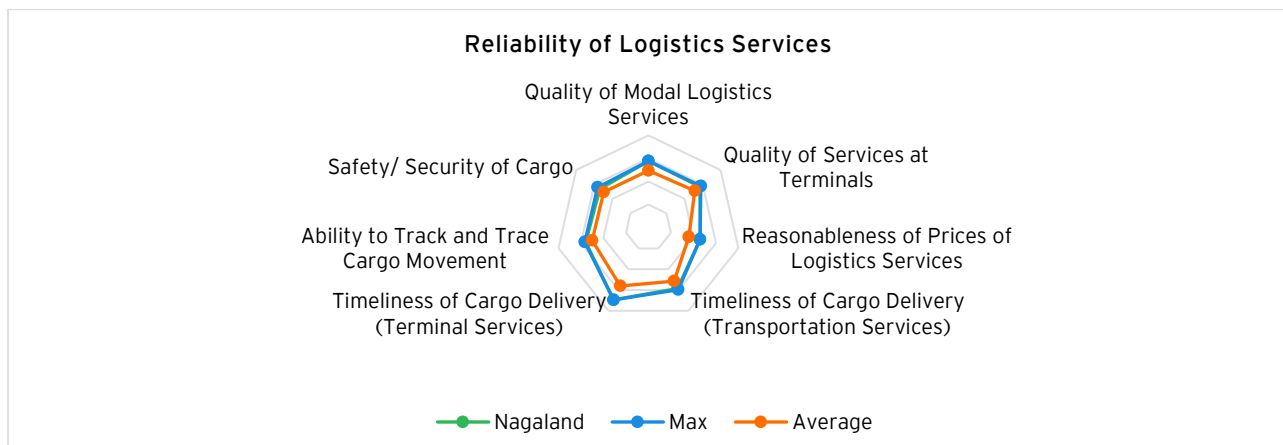 Reliability of Logistics Services
Quality of Modal Logistics
Services
Quality of Services at
Terminals
Reasonableness of Prices of
Logistics Services
Timeliness of Cargo Delivery
(Transportation Services)
Timeliness of Cargo Delivery
(Terminal Services)
Ability to Track and Trace
Cargo Movement
Safety/ Security of Cargo
Nagaland
Max
Average